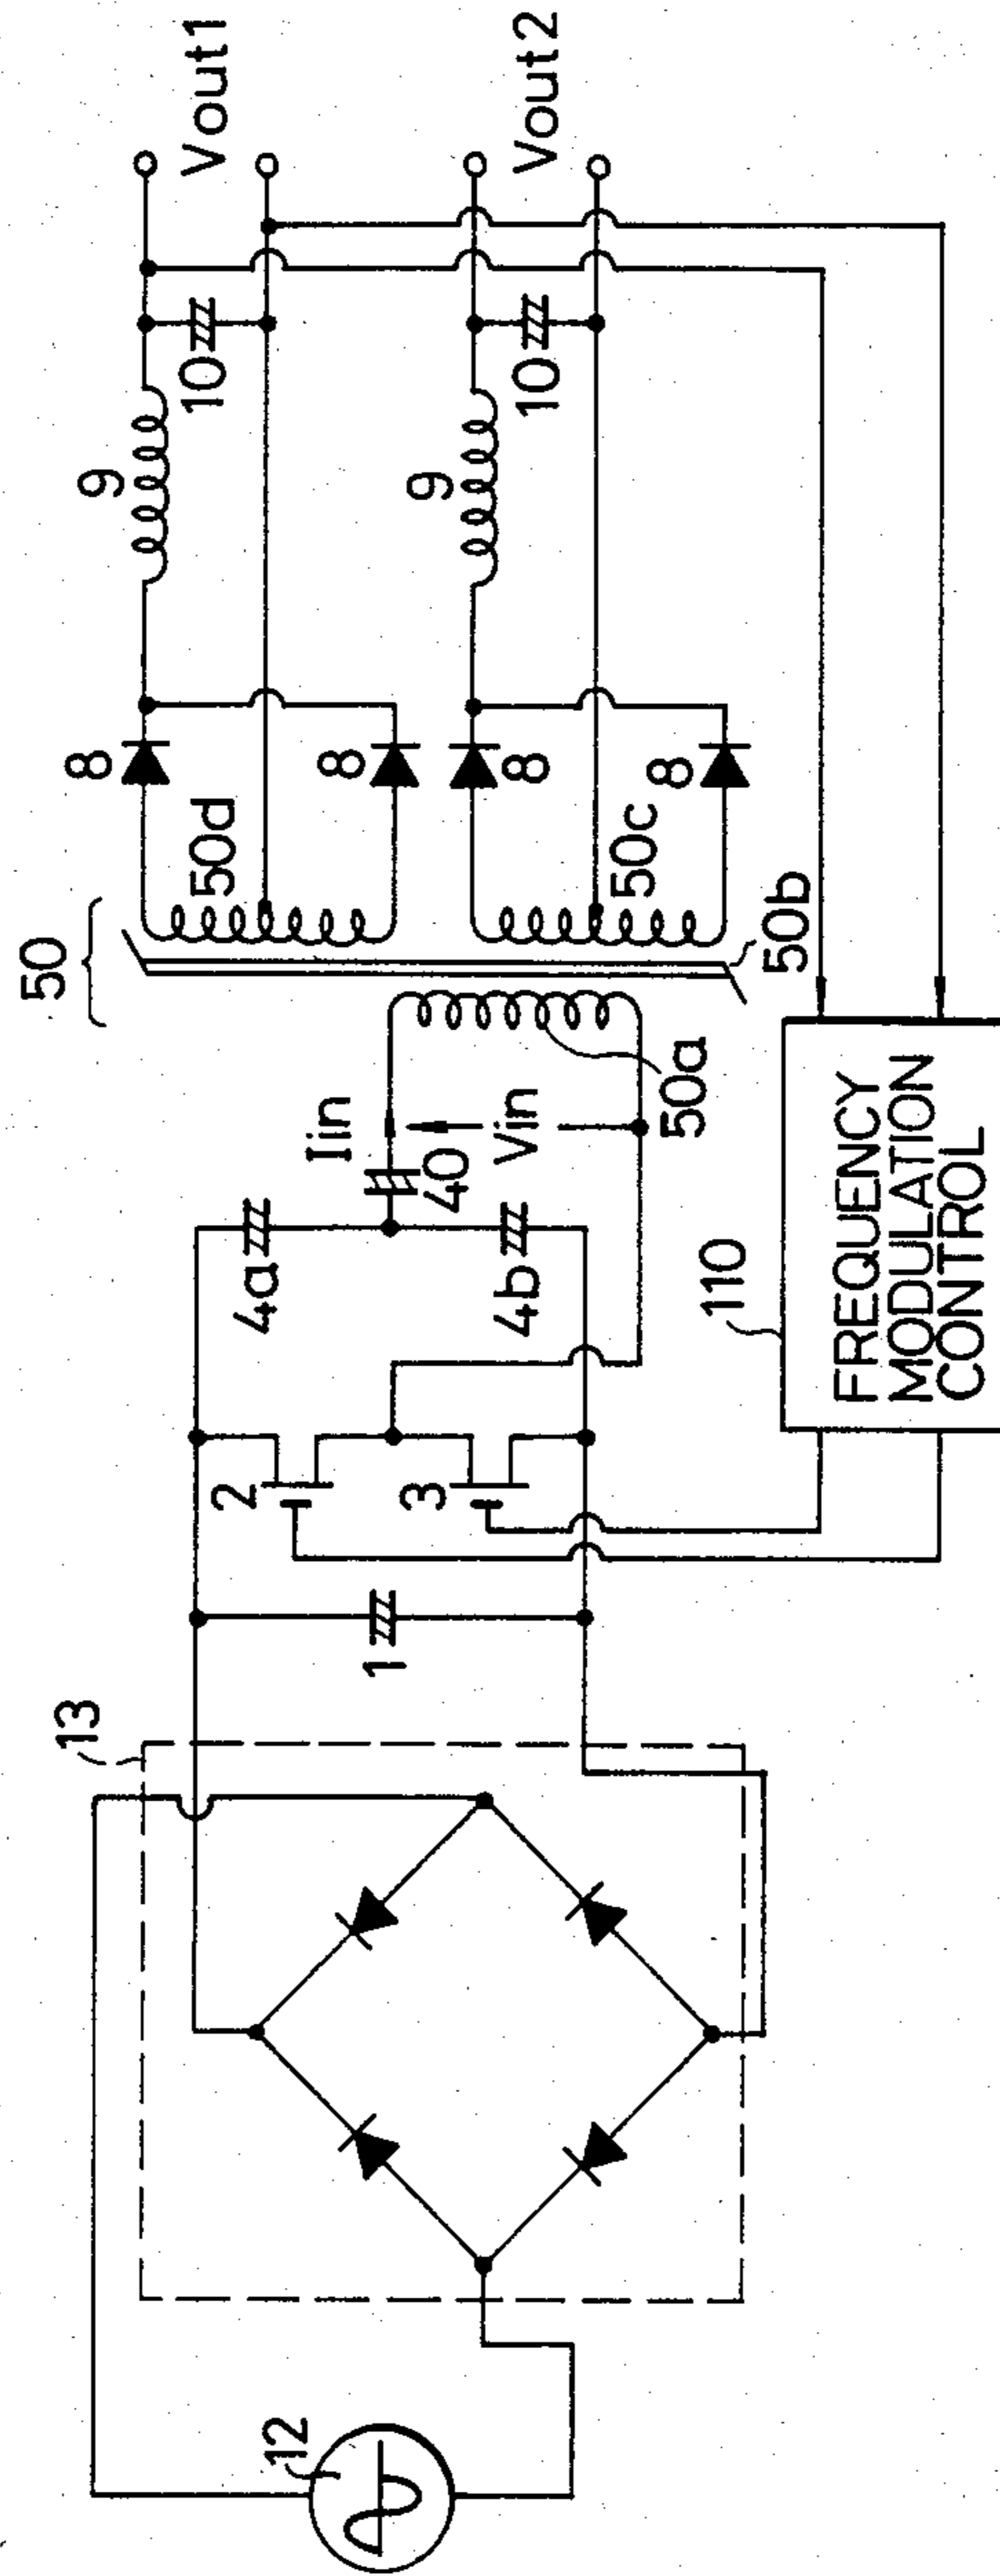 50
8
9
10
Vout1
50d
8
Iin
8
9
10
Vout2
50c
8
4a
40
Vin
50a
50b
4b
2
3
110
FREQUENCY
MODULATION
CONTROL
13
1
12